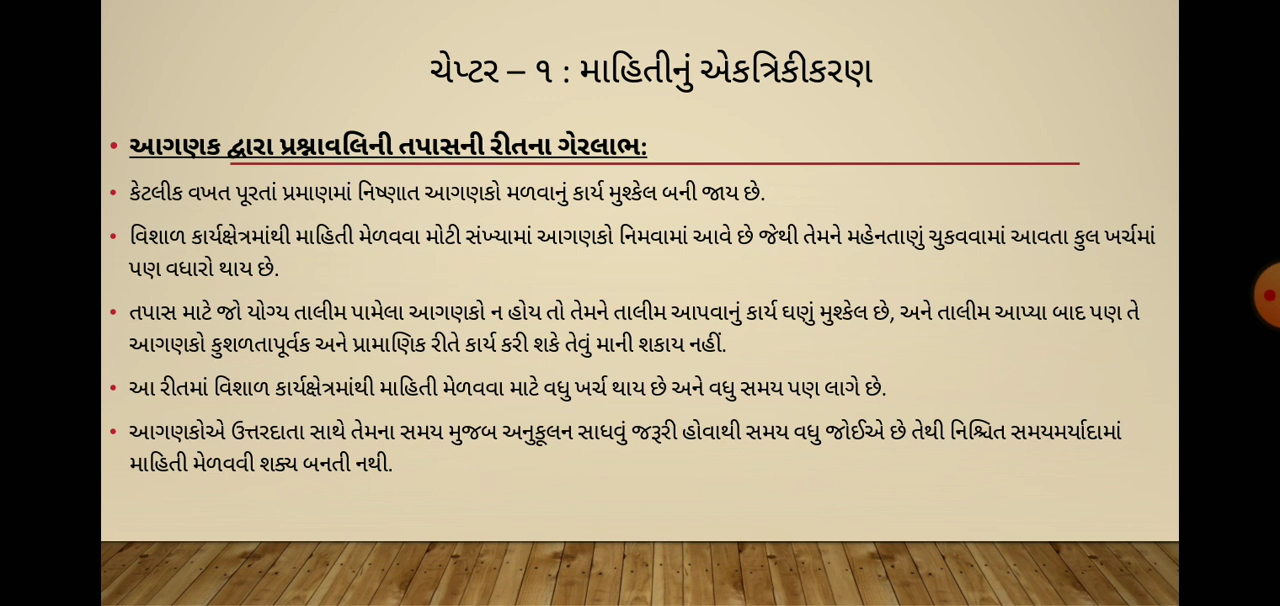 ચેપ્ટર – ૧ : માહિતીનું એકત્રિકીકરણ
• આગણક દ્વારા પ્રશ્નાવલિની તપાસની રીતના ગેરલાભ:
• કેટલીક વખત પૂરતાં પ્રમાણમાં નિષ્ણાત આગણકો મળવાનું કાર્ય મુશ્કેલ બની જાય છે.
• વિશાળ કાર્યક્ષેત્રમાંથી માહિતી મેળવવા મોટી સંખ્યામાં આગણકો નિમવામાં આવે છે જેથી તેમને મહેનતાણું ચુકવવામાં આવતા કુલ ખર્ચમાં
પણ વધારો થાય છે.
• તપાસ માટે જો યોગ્ય તાલીમ પામેલા આગણકો ન હોય તો તેમને તાલીમ આપવાનું કાર્ય ઘણું મુશ્કેલ છે, અને તાલીમ આપ્યા બાદ પણ તે
આગણકો કુશળતાપૂર્વક અને પ્રામાણિક રીતે કાર્ય કરી શકે તેવું માની શકાય નહીં.
• આ રીતમાં વિશાળ કાર્યક્ષેત્રમાંથી માહિતી મેળવવા માટે વધુ ખર્ચ થાય છે અને વધુ સમય પણ લાગે છે.
• આગણકોએ ઉત્તરદાતા સાથે તેમના સમય મુજબ અનુકૂલન સાધવું જરૂરી હોવાથી સમય વધુ જોઈએ છે તેથી નિશ્ચિત સમયમર્યાદામાં
માહિતી મેળવવી શક્ય બનતી નથી.